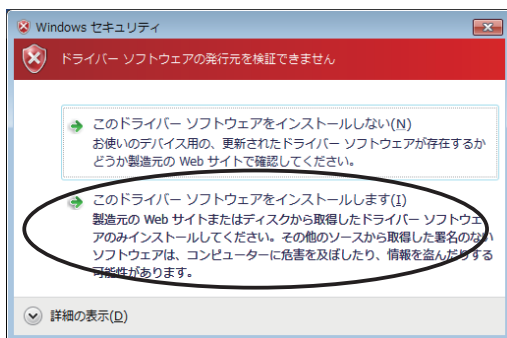 Windows セキュリティ
ドライバー ソフトウェアの発行元を検証できません
このドライバー ソフトウェアをインストールしない(N)
お使いのデバイス用の、更新されたドライバー ソフトウェアが存在するか
どうか製造元の Web サイトで確認してください。
このドライバー ソフトウェアをインストールします(I)
製造元の Web サイトまたはディスクから取得したドライバー ソフトウェ
アのみインストールしてください。その他のソースから取得した署名のない
ソフトウェアは、コンピューターに危害を及ぼしたり、情報を盗んだりする
可能性があります。
詳細の表示(D)